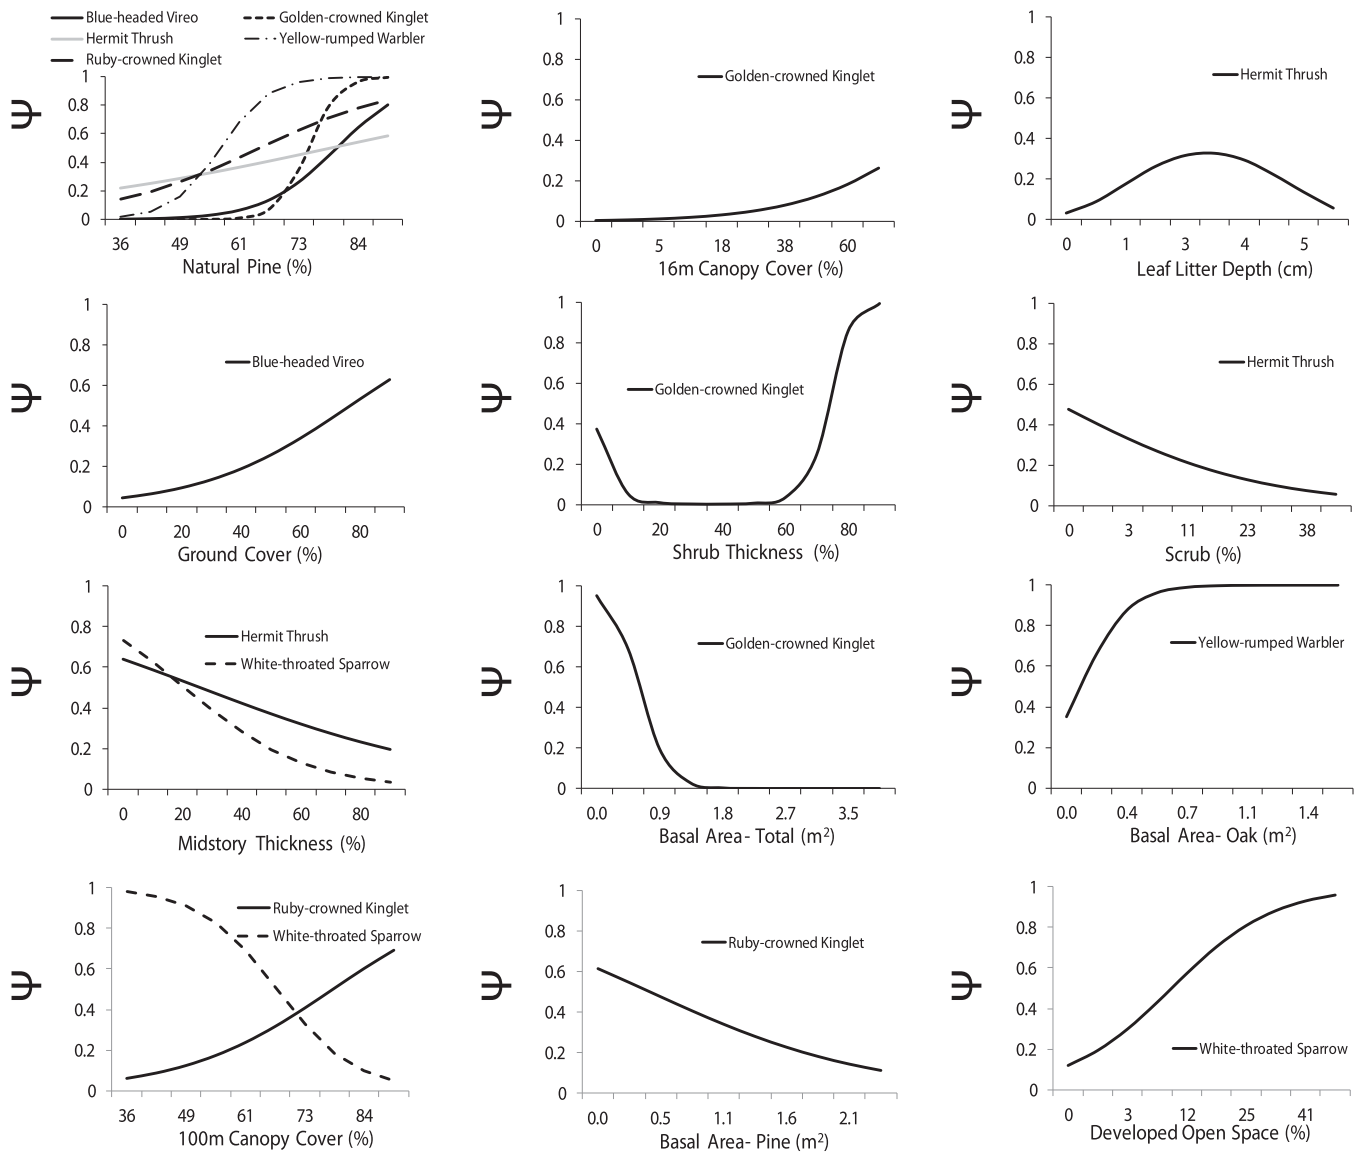 Blue-headed Vireo
Golden-crowned Kinglet
Hermit Thrush
Yellow-rumped Warbler
Ruby-crowned Kinglet
1
0.8
0.6
0.4
0.2
0
ψ
36 49 61 73 84
Natural Pine (%)
1
0.8
0.6
0.4
0.2
0
ψ
Golden-crowned Kinglet
0 5 18 38 60
16m Canopy Cover (%)
1
0.8
0.6
0.4
0.2
0
ψ
Hermit Thrush
0 1 3 4 5
Leaf Litter Depth (cm)
1
0.8
0.6
0.4
0.2
0
ψ
Blue-headed Vireo
0 20 40 60 80
Ground Cover (%)
1
0.8
0.6
0.4
0.2
0
ψ
Golden-crowned Kinglet
0 20 40 60 80
Shrub Thickness (%)
1
0.8
0.6
0.4
0.2
0
ψ
Hermit Thrush
0 3 11 23 38
Scrub (%)
1
0.8
0.6
0.4
0.2
0
ψ
Hermit Thrush
White-throated Sparrow
0 20 40 60 80
Midstory Thickness (%)
1
0.8
0.6
0.4
0.2
0
ψ
Golden-crowned Kinglet
0.0 0.9 1.8 2.7 3.5
Basal Area- Total (m²)
1
0.8
0.6
0.4
0.2
0
ψ
Yellow-rumped Warbler
0.0 0.4 0.7 1.1 1.4
Basal Area- Oak (m²)
1
0.8
0.6
0.4
0.2
0
ψ
Ruby-crowned Kinglet
White-throated Sparrow
36 49 61 73 84
100m Canopy Cover (%)
1
0.8
0.6
0.4
0.2
0
ψ
Ruby-crowned Kinglet
0.0 0.5 1.1 1.6 2.1
Basal Area- Pine (m²)
1
0.8
0.6
0.4
0.2
0
ψ
White-throated Sparrow
0 3 12 25 41
Developed Open Space (%)